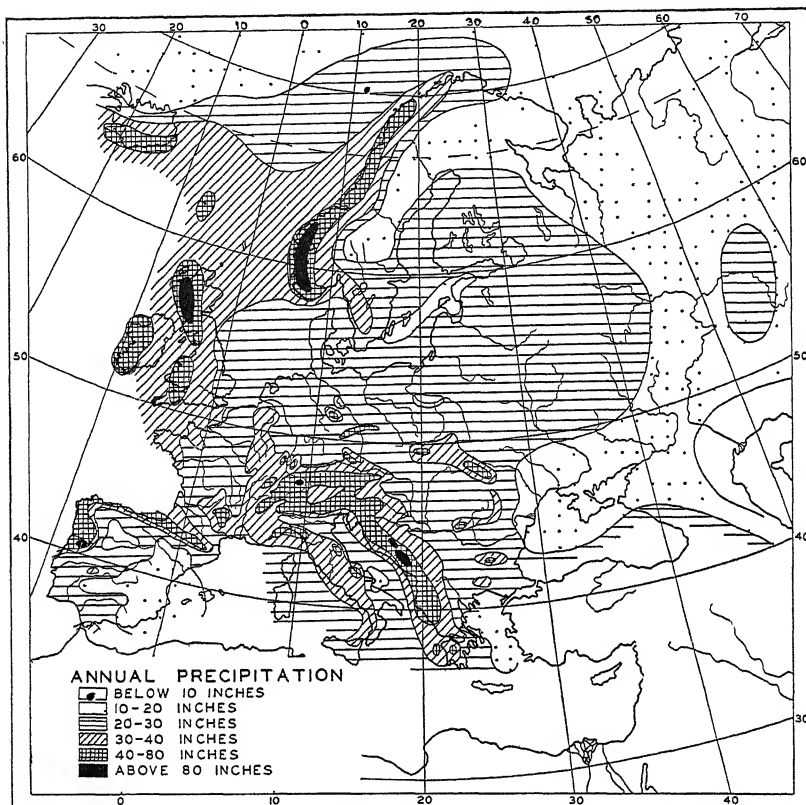 30 20 10 0 10 20 30 40 50 60 70
60 60
50 50
40 40
30
ANNUAL PRECIPITATION
BELOW 10 INCHES
10-20 INCHES
20-30 INCHES
30-40 INCHES
40-80 INCHES
ABOVE 80 INCHES
0 10 20 30 40